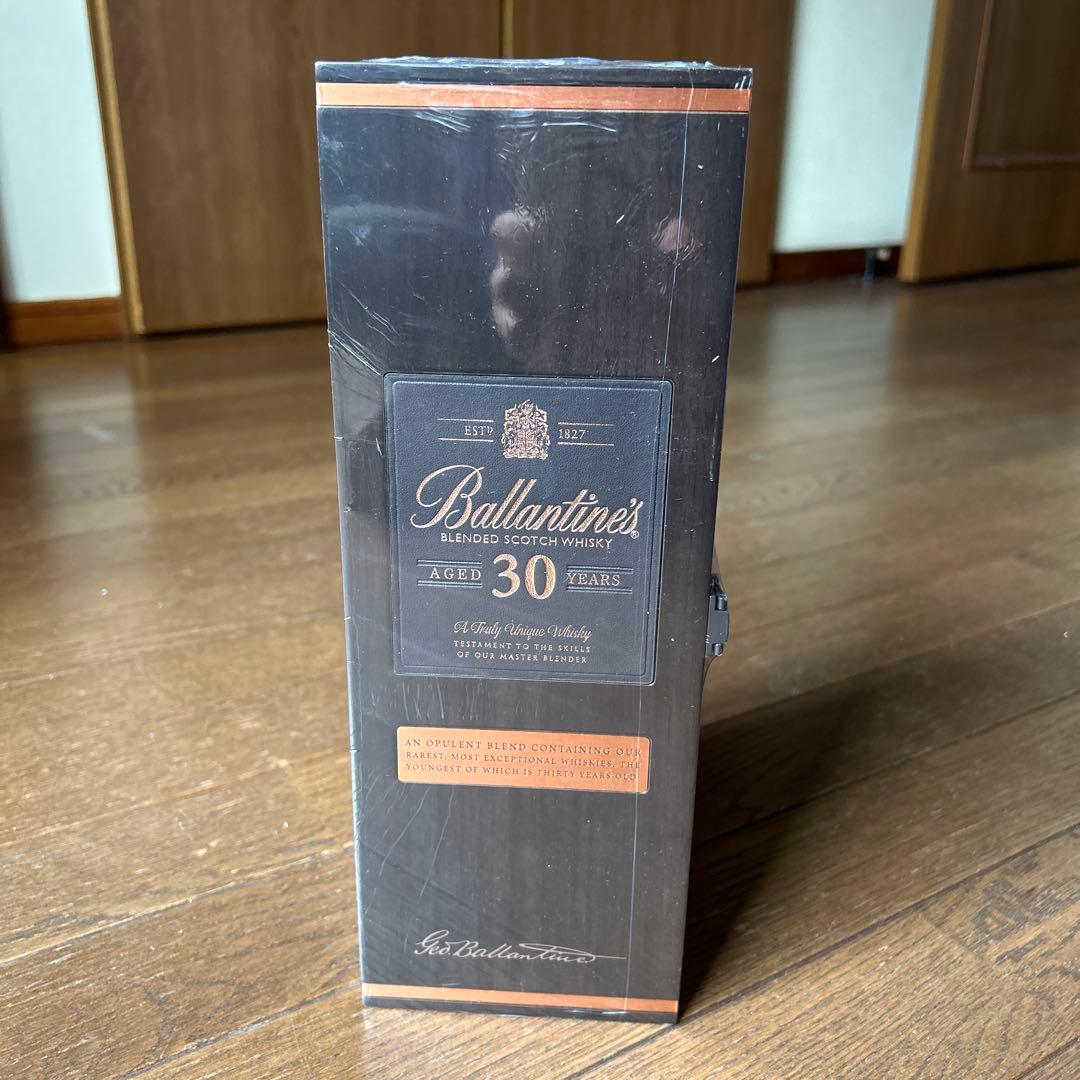 ESTD 1827
Ballantine's®
BLENDED SCOTCH WHISKY
AGED 30 YEARS
A Truly Unique Whisky
TESTAMENT TO THE SKILLS
OF OUR MASTER BLENDER
AN OPULENT BLEND CONTAINING OUR
RAREST, MOST EXCEPTIONAL WHISKIES, THE
YOUNGEST OF WHICH IS THIRTY YEARS OLD
Geo. Ballantine